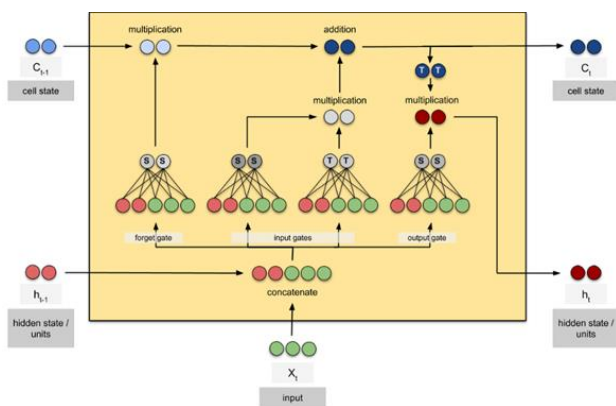 multiplication
addition
C t-1
cell state
T T
C t
cell state
multiplication
multiplication
S S
S S
T T
S S
forget gate
input gates
output gate
h t-1
hidden state /
units
concatenate
h t
hidden state /
units
X t
input